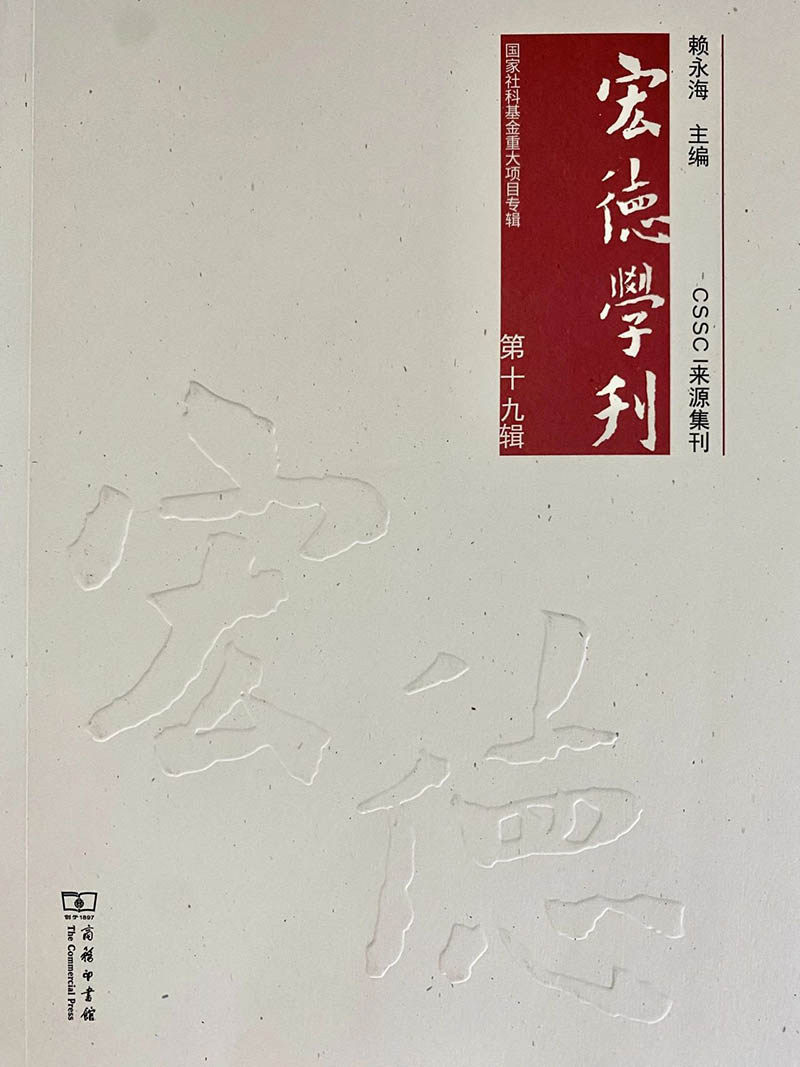 赖永海 主编
-CSSCI来源集刊
宏德學刊
国家社科基金重大项目专辑
第十九辑
宏德
创于1897
商務印書館
The Commercial Press